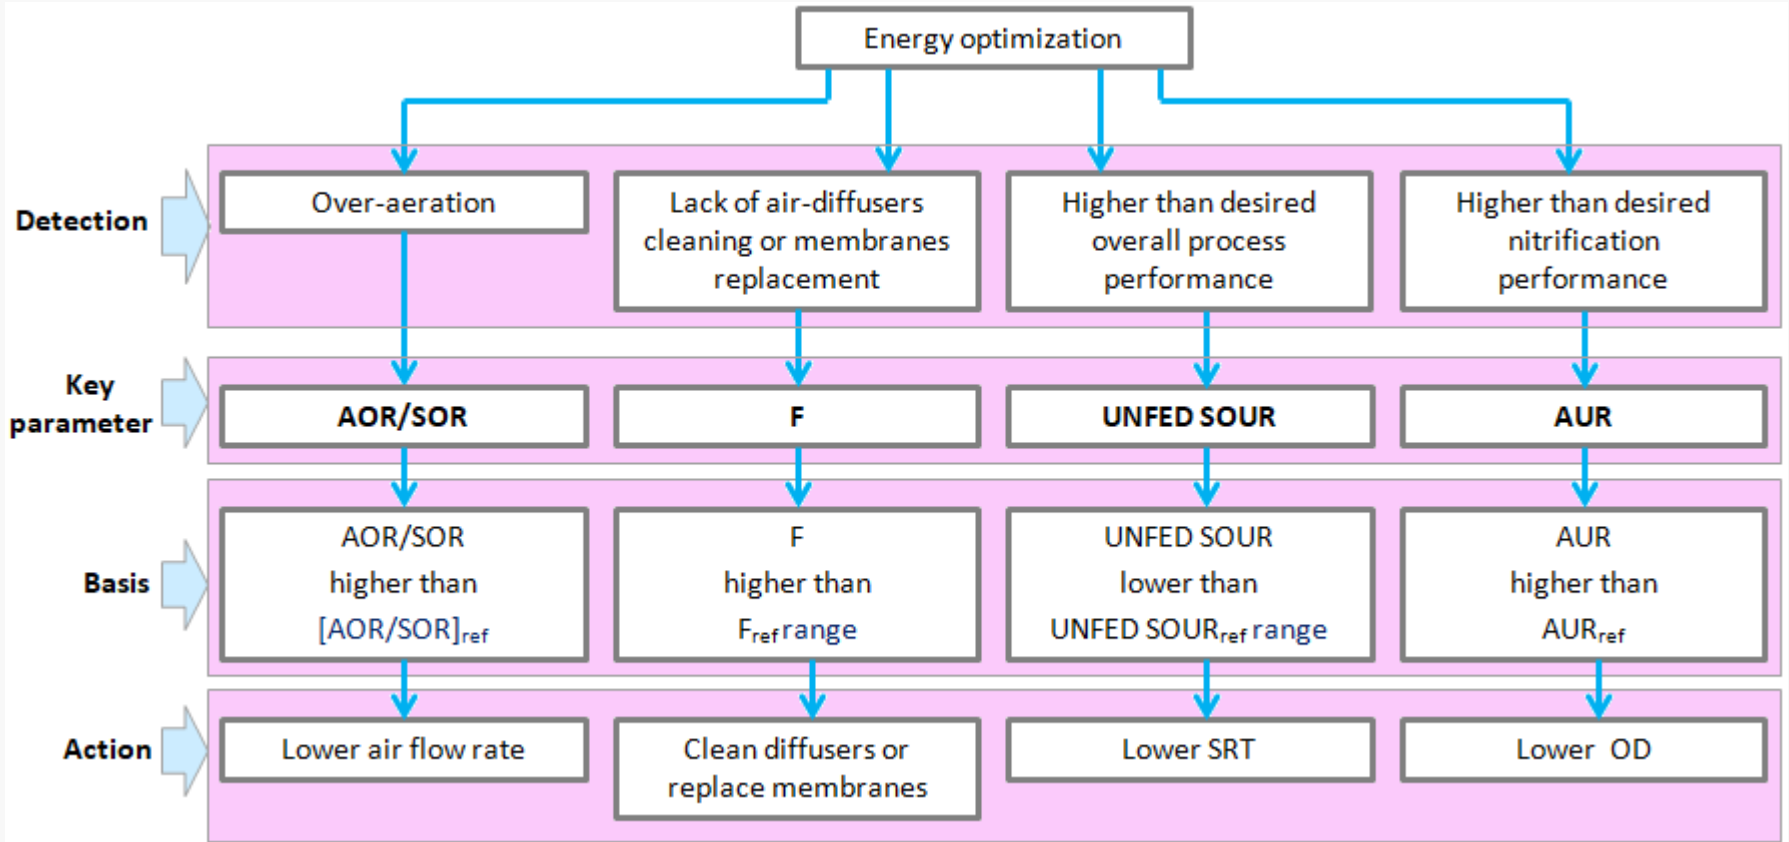 Energy optimization
Detection
Over-aeration
Lack of air-diffusers
cleaning or membranes
replacement
Higher than desired
overall process
performance
Higher than desired
nitrification
performance
Key
parameter
AOR/SOR
F
UNFED SOUR
AUR
Basis
AOR/SOR
higher than
[AOR/SOR]ref
F
higher than
Fref range
UNFED SOUR
lower than
UNFED SOURref range
AUR
higher than
AURref
Action
Lower air flow rate
Clean diffusers or
replace membranes
Lower SRT
Lower OD